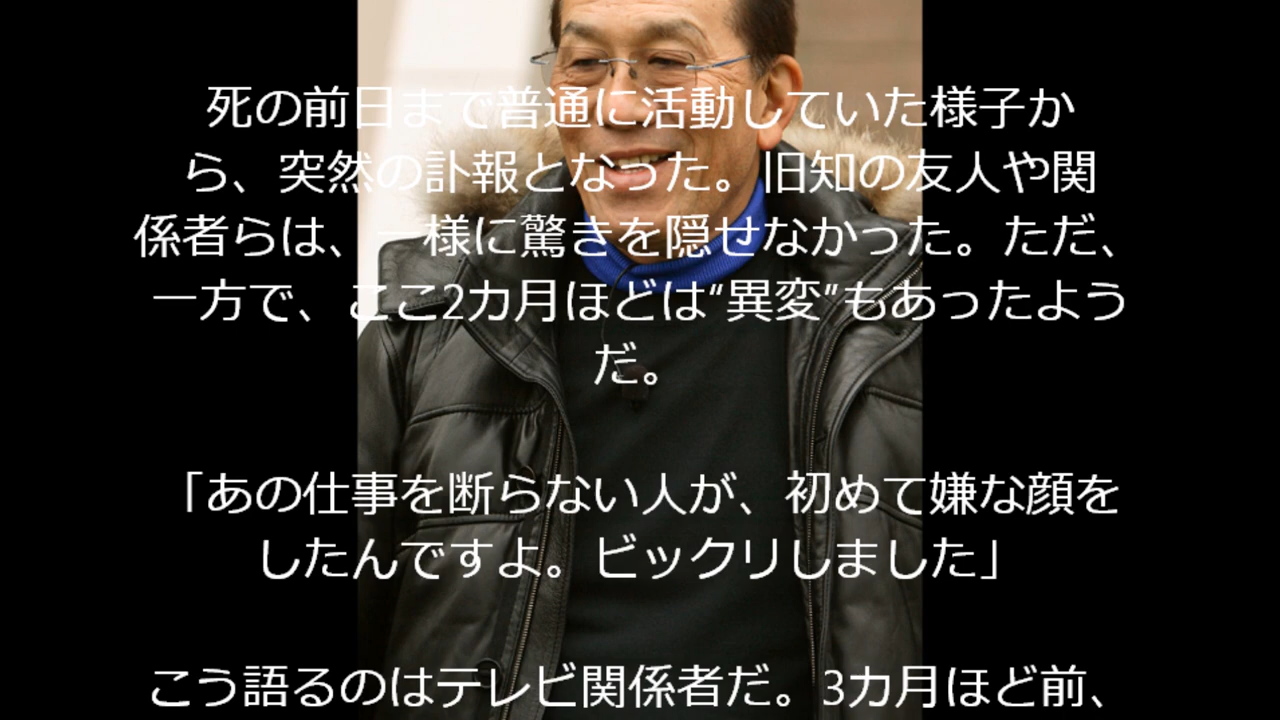 死の前日まで普通に活動していた様子か
ら、突然の訃報となった。旧知の友人や関
係者らは、一様に驚きを隠せなかった。ただ、
一方で、ここ2カ月ほどは“異変”もあったよう
だ。
「あの仕事を断らない人が、初めて嫌な顔を
したんですよ。ビックリしました」
こう語るのはテレビ関係者だ。3カ月ほど前、